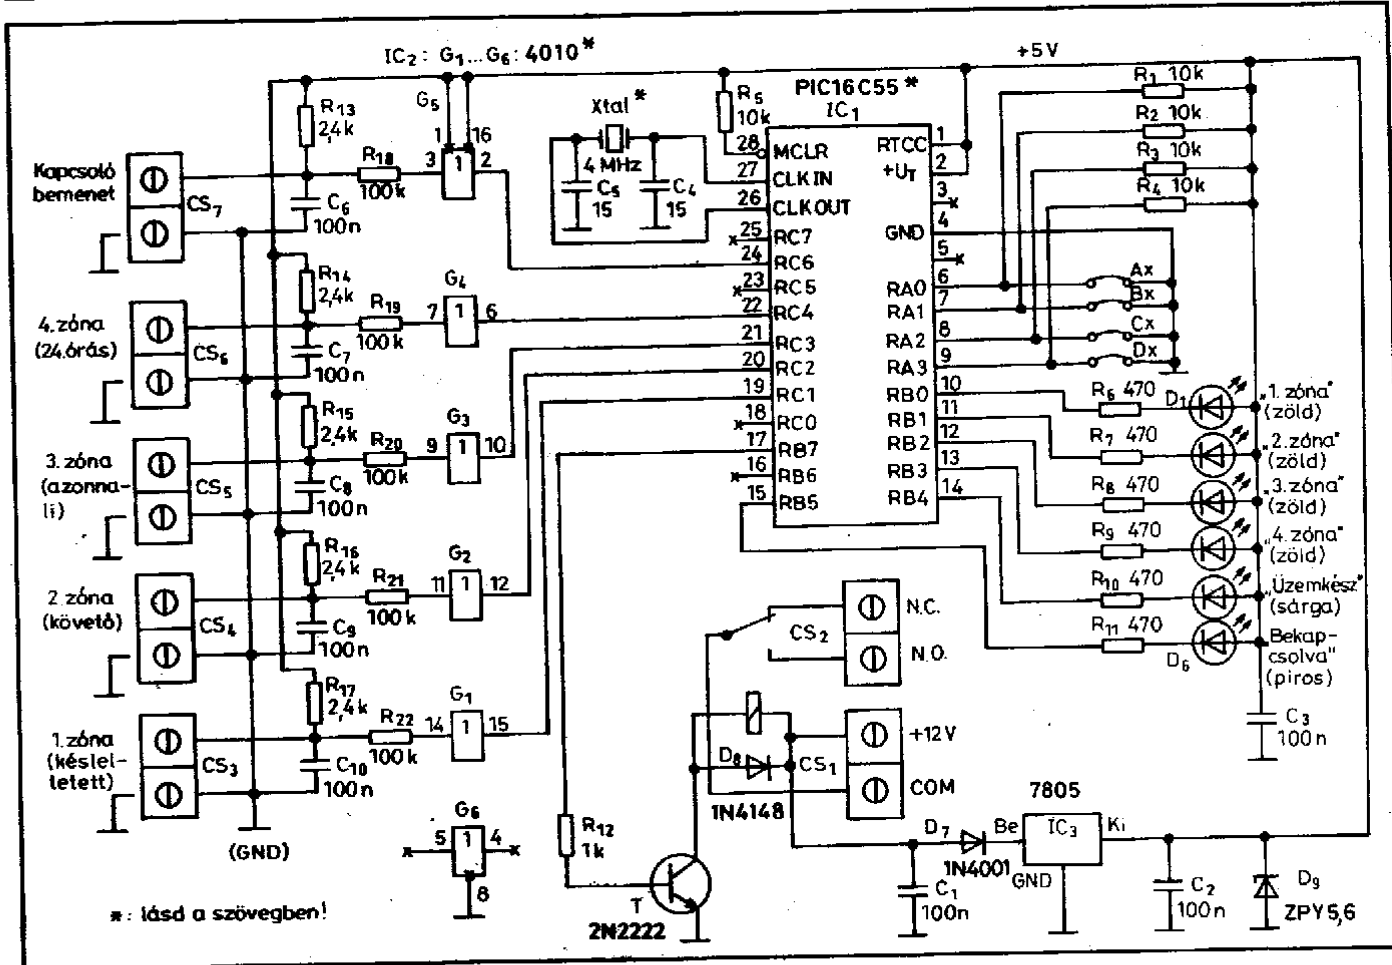 IC2: G1...G6: 4010*
+5V
R13
2,4k
G5
1
16
R18
3
1
2
100k
Kapcsoló
bemenet
CS7
C6
100n
Xtal*
4 MHz
C5
15
C4
15
R5
10k
PIC16C55*
IC1
28
MCLR
27
CLKIN
26
CLKOUT
25
RC7
24
RC6
23
RC5
22
RC4
21
RC3
20
RC2
19
RC1
18
RC0
17
RB7
16
RB6
15
RB5
RTCC
1
+UT
2
3
4
GND
5
RA0
6
RA1
7
RA2
8
RA3
9
RB0
10
RB1
11
RB2
12
RB3
13
RB4
14
R1 10k
R2 10k
R3 10k
R4 10k
Ax
Bx
Cx
Dx
R14
2,4k
R19
100k
G4
7
1
6
4. zóna
(24.órás)
CS6
C7
100n
R15
2,4k
R20
100k
G3
9
1
10
3. zóna
(azonna-
li)
CS5
C8
100n
R16
2,4k
R21
100k
G2
11
1
12
2. zóna
(követő)
CS4
C9
100n
R17
2,4k
R22
100k
G1
14
1
15
1. zóna
(késlel-
letett)
CS3
C10
100n
(GND)
G6
5
1
4
8
*: lásd a szövegben!
R6 470
D1
„1. zóna"
(zöld)
R7 470
„2. zóna"
(zöld)
R8 470
„3. zóna"
(zöld)
R9 470
„4. zóna"
(zöld)
R10 470
„Üzemkész"
(sárga)
R11 470
D6
„Bekap-
csolva"
(piros)
C3
100n
N.C.
CS2
N.O.
+12V
CS1
COM
D8
1N4148
R12
1k
T
2N2222
D7
1N4001
C1
100n
7805
Be
IC3
Ki
GND
C2
100n
D9
ZPY5,6